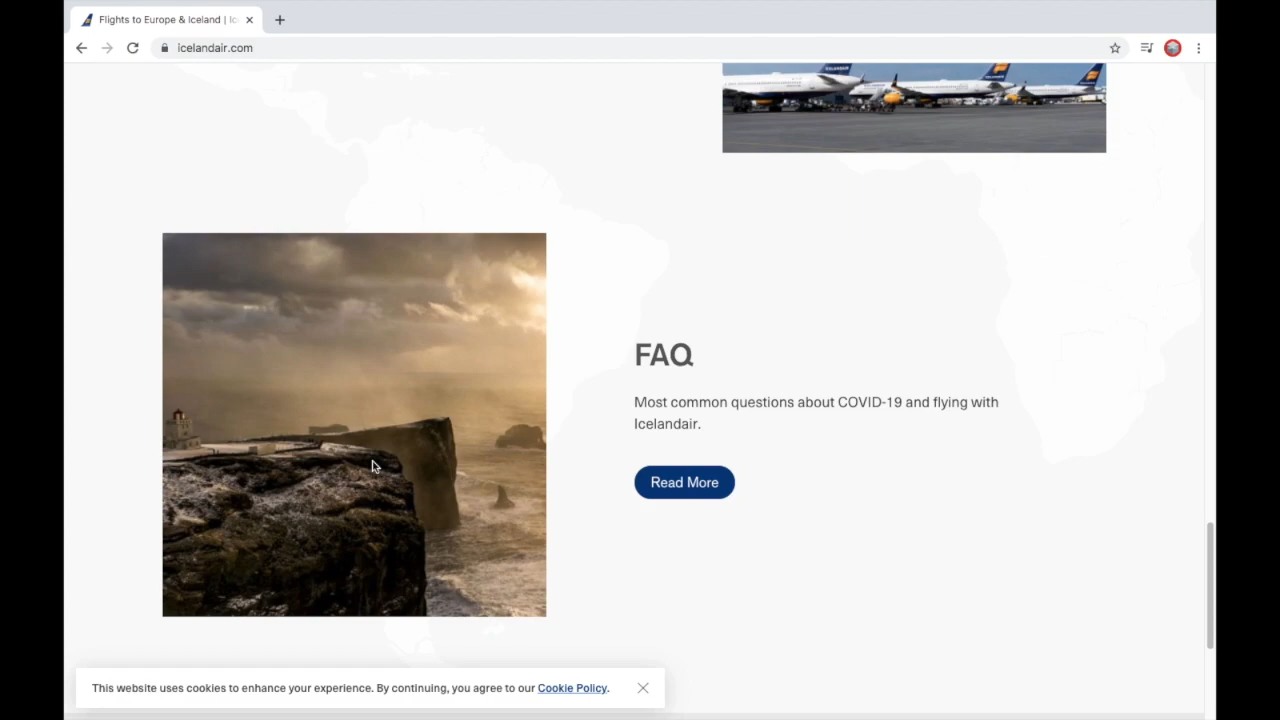 Flights to Europe & Iceland | Ic
icelandair.com
FAQ
Most common questions about COVID-19 and flying with
Icelandair.
Read More
This website uses cookies to enhance your experience. By continuing, you agree to our Cookie Policy.